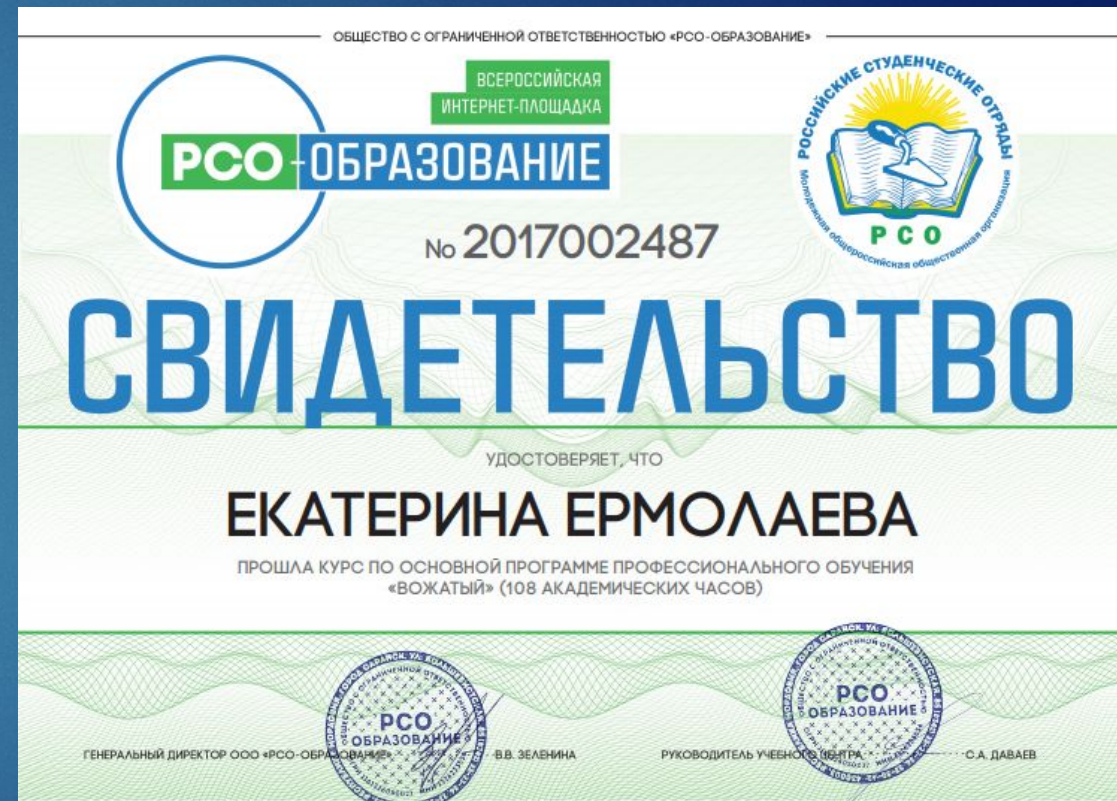 ОБЩЕСТВО С ОГРАНИЧЕННОЙ ОТВЕТСТВЕННОСТЬЮ «РСО-ОБРАЗОВАНИЕ»
ВСЕРОССИЙСКАЯ
ИНТЕРНЕТ-ПЛОЩАДКА
РСО-ОБРАЗОВАНИЕ
РОССИЙСКИЕ СТУДЕНЧЕСКИЕ ОТРЯДЫ
Молодежная общероссийская общественная организация
РСО
№ 2017002487
СВИДЕТЕЛЬСТВО
УДОСТОВЕРЯЕТ, ЧТО
ЕКАТЕРИНА ЕРМОЛАЕВА
ПРОШЛА КУРС ПО ОСНОВНОЙ ПРОГРАММЕ ПРОФЕССИОНАЛЬНОГО ОБУЧЕНИЯ
«ВОЖАТЫЙ» (108 АКАДЕМИЧЕСКИХ ЧАСОВ)
РСО
ОБРАЗОВАНИЕ
РСО
ОБРАЗОВАНИЕ
ГЕНЕРАЛЬНЫЙ ДИРЕКТОР ООО «РСО-ОБРАЗОВАНИЕ» В.В. ЗЕЛЕНИНА
РУКОВОДИТЕЛЬ УЧЕБНОГО ЦЕНТРА С.А. ДАВАЕВ